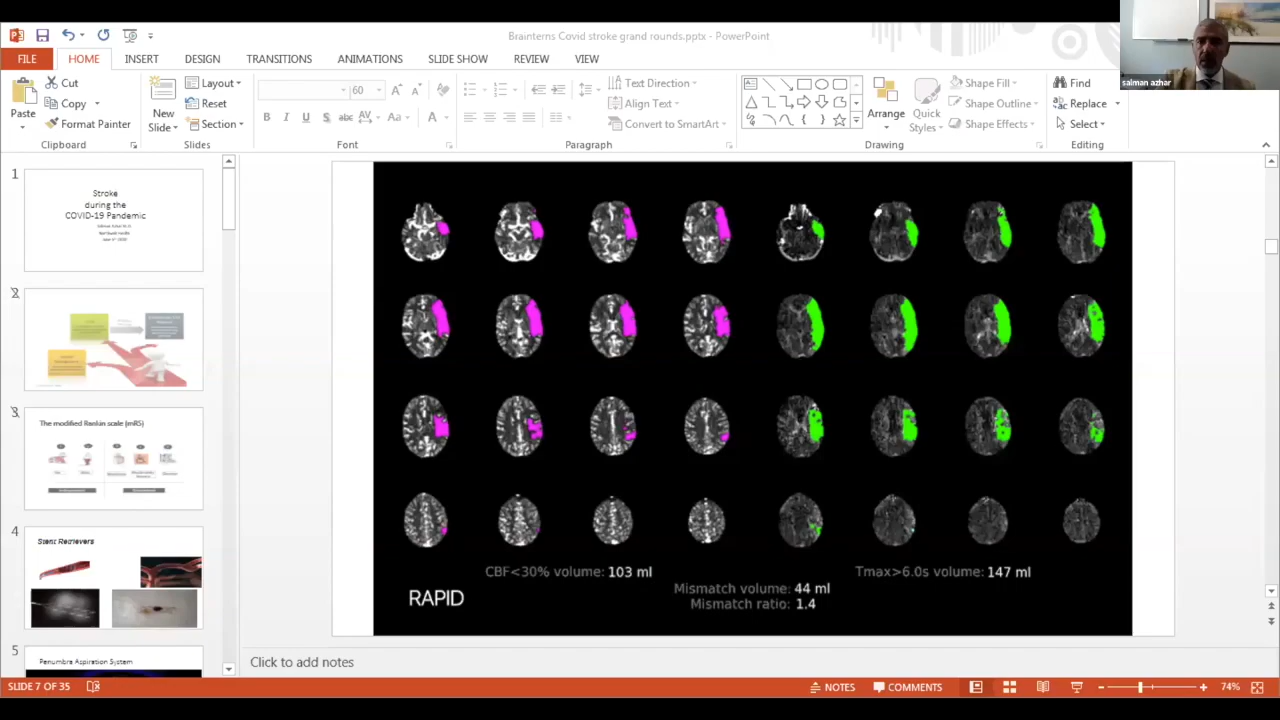 Brainterns Covid stroke grand rounds.pptx - PowerPoint
salman azhar
FILE HOME INSERT DESIGN TRANSITIONS ANIMATIONS SLIDE SHOW REVIEW VIEW
Paste
Cut
Copy
Format Painter
Clipboard
New Slide
Layout
Reset
Section
Slides
60
B I U S abc AV Aa A
Font
Text Direction
Align Text
Convert to SmartArt
Paragraph
Arrange
Quick Styles
Shape Fill
Shape Outline
Shape Effects
Drawing
Find
Replace
Select
Editing
1
Stroke
during the
COVID-19 Pandemic
2
3
The modified Rankin scale (mRS)
4
Stent Retrievers
5
Penumbra Aspiration System
CBF<30% volume: 103 ml
Tmax>6.0s volume: 147 ml
Mismatch volume: 44 ml
Mismatch ratio: 1.4
RAPID
Click to add notes
SLIDE 7 OF 35
NOTES COMMENTS
74%